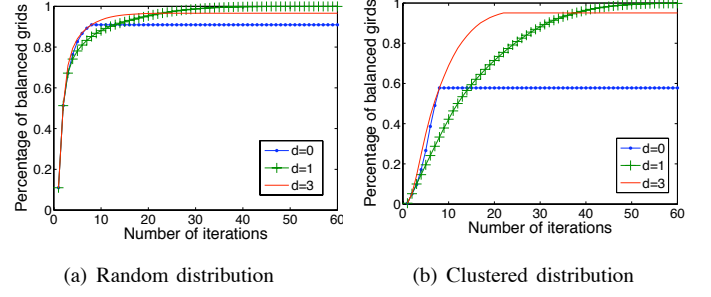 Percentage of balanced girds
1
0.8
0.6
0.4
0.2
0
0
10
20
30
40
50
60
Number of iterations
d=0
d=1
d=3
(a) Random distribution
Percentage of balanced grids
1
0.8
0.6
0.4
0.2
0
0
10
20
30
40
50
60
Number of iterations
d=0
d=1
d=3
(b) Clustered distribution